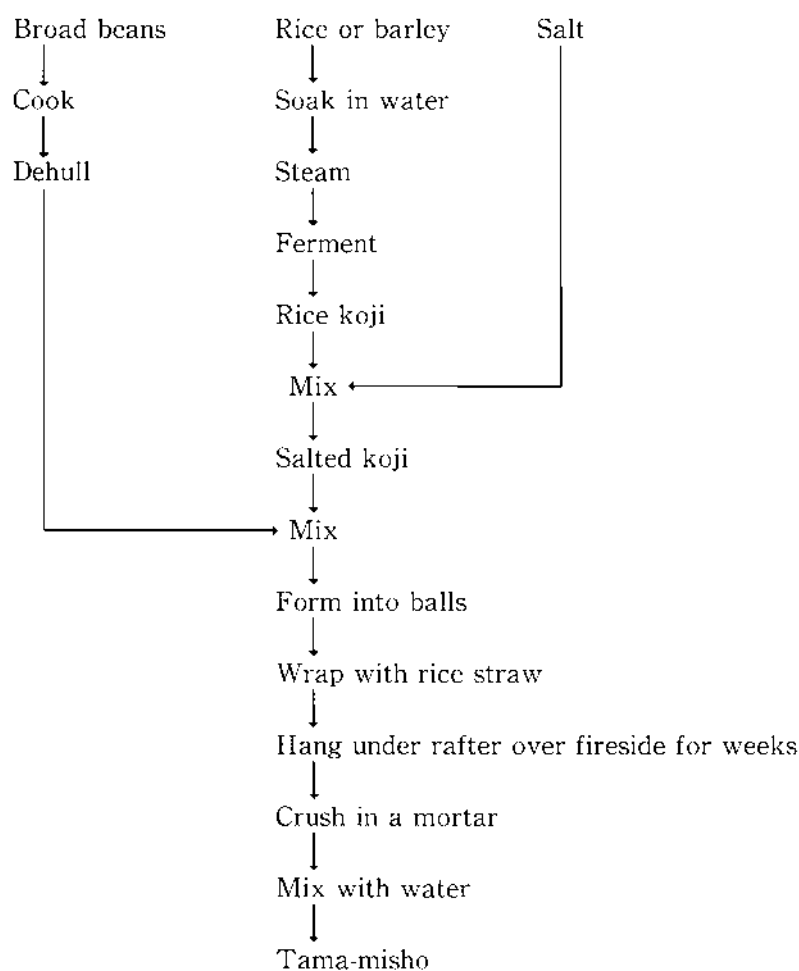 Broad beans Rice or barley Salt
Cook Soak in water
Dehull Steam
Ferment
Rice koji
Mix
Salted koji
Mix
Form into balls
Wrap with rice straw
Hang under rafter over fireside for weeks
Crush in a mortar
Mix with water
Tama-misho